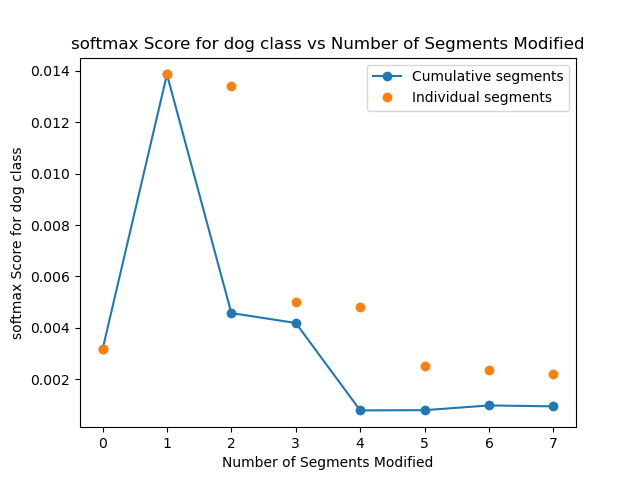 softmax Score for dog class vs Number of Segments Modified
Cumulative segments
Individual segments
softmax Score for dog class
0.014
0.012
0.010
0.008
0.006
0.004
0.002
0 1 2 3 4 5 6 7
Number of Segments Modified